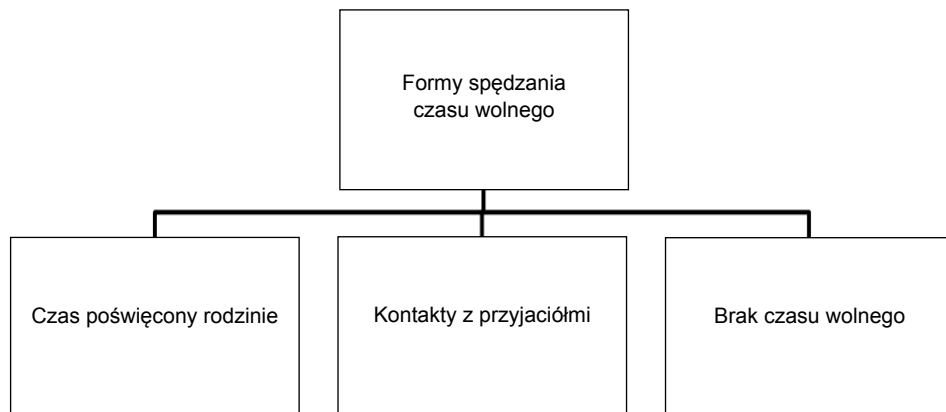 Formy spędzania
czasu wolnego
Czas poświęcony rodzinie
Kontakty z przyjaciółmi
Brak czasu wolnego